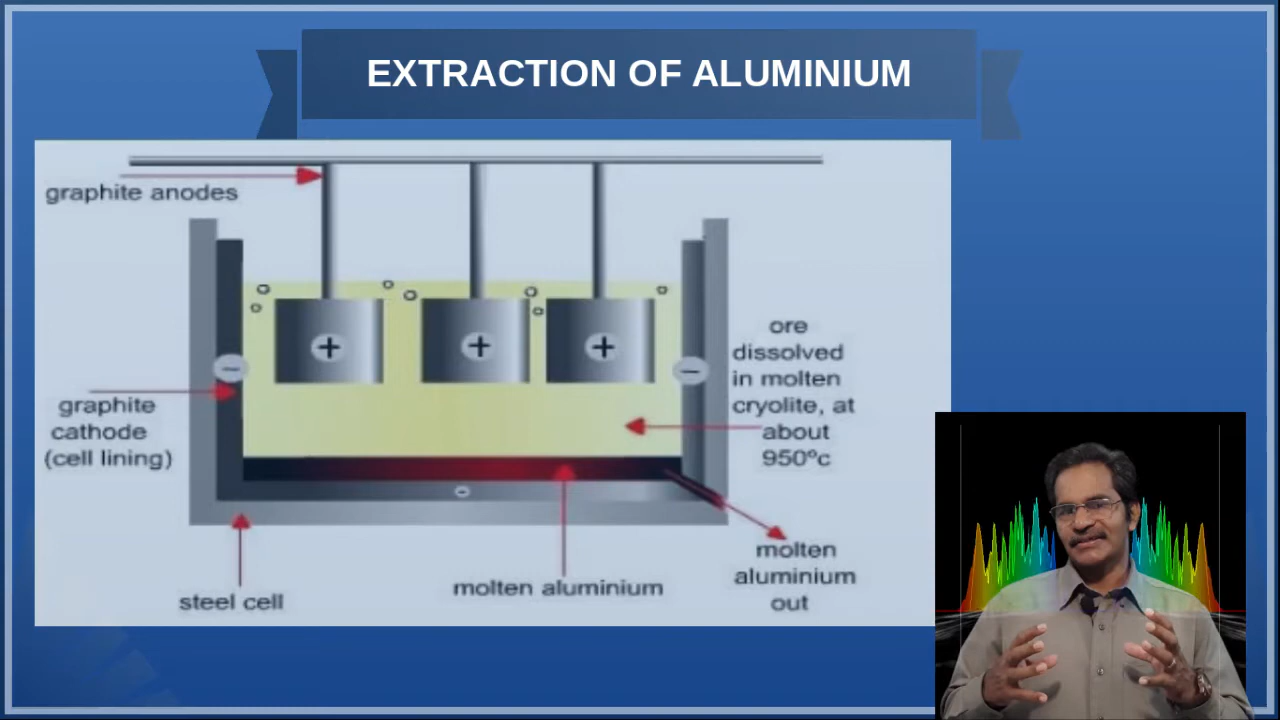 EXTRACTION OF ALUMINIUM
graphite anodes
+
+
+
−
−
ore
dissolved
in molten
cryolite, at
about
950ºc
graphite
cathode
(cell lining)
−
molten
aluminium
out
molten aluminium
steel cell